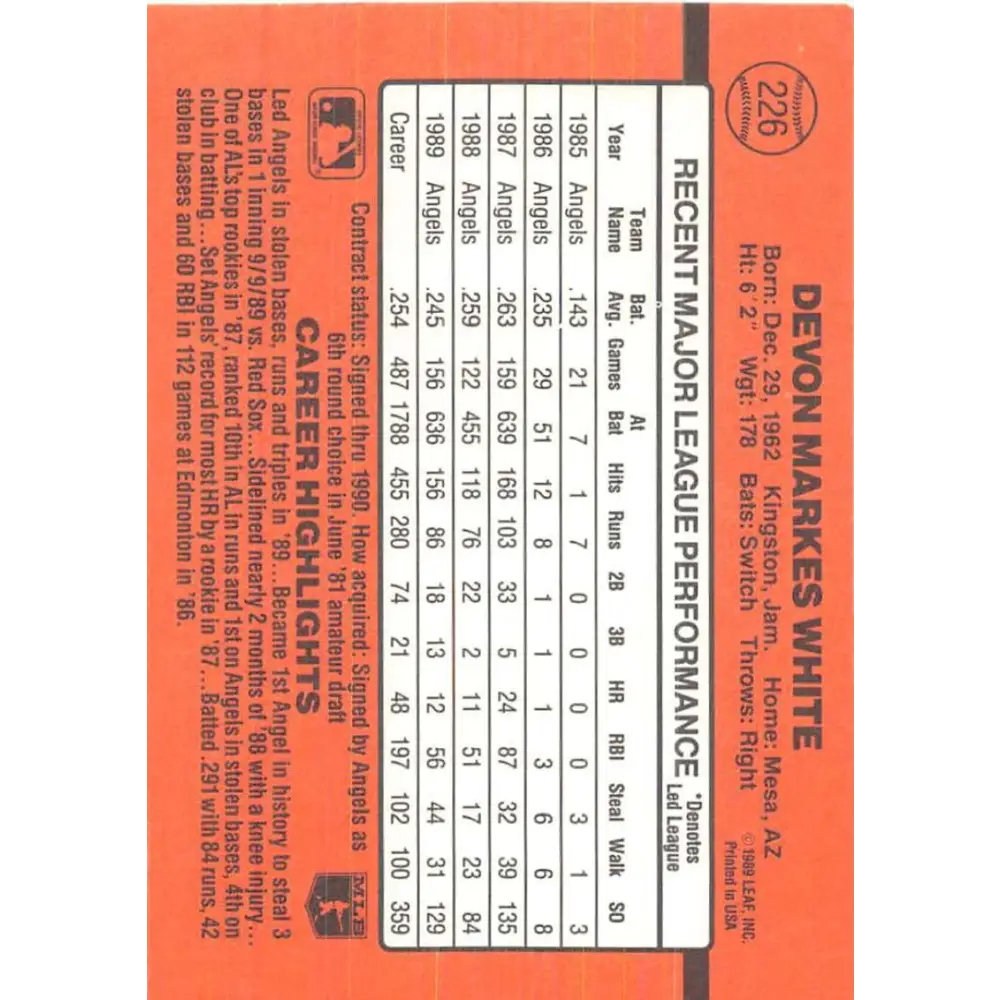 226
DEVON MARKES WHITE
Born: Dec. 29, 1962 Kingston, Jam. Home: Mesa, AZ
Ht: 6' 2" Wgt: 178 Bats: Switch Throws: Right
© 1989 LEAF, INC.
Printed in USA
RECENT MAJOR LEAGUE PERFORMANCE *Denotes Led League
Year Team Name Bat. Avg. Games At Bat Hits Runs 2B 3B HR RBI Steal Walk SO
1985 Angels .143 21 7 1 7 0 0 0 0 3 1 3
1986 Angels .235 29 51 12 8 1 1 1 3 6 6 8
1987 Angels .263 159 639 168 103 33 5 24 87 32 39 135
1988 Angels .259 122 455 118 76 22 2 11 51 17 23 84
1989 Angels .245 156 636 156 86 18 13 12 56 44 31 129
Career .254 487 1788 455 280 74 21 48 197 102 100 359
Contract status: Signed thru 1990. How acquired: Signed by Angels as
6th round choice in June '81 amateur draft
CAREER HIGHLIGHTS
MLB
Led Angels in stolen bases, runs and triples in '89...Became 1st Angel in history to steal 3
bases in 1 inning 9/9/89 vs. Red Sox...Sidelined nearly 2 months of '88 with a knee injury...
One of AL's top rookies in '87, ranked 10th in AL in runs and 1st on Angels in stolen bases, 4th on
club in batting...Set Angels' record for most HR by a rookie in '87...Batted .291 with 84 runs, 42
stolen bases and 60 RBI in 112 games at Edmonton in '86.